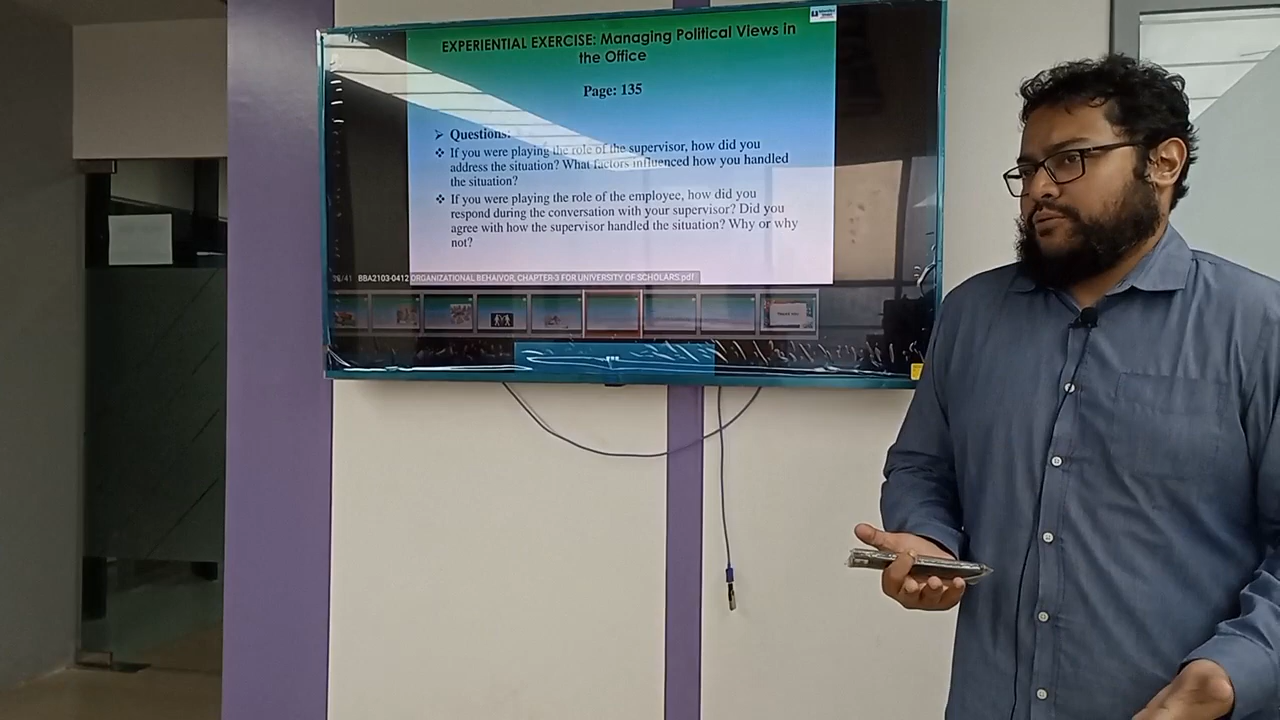 EXPERIENTIAL EXERCISE: Managing Political Views in
the Office
Page: 135
➢ Questions:
❖ If you were playing the role of the supervisor, how did you
address the situation? What factors influenced how you handled
the situation?
❖ If you were playing the role of the employee, how did you
respond during the conversation with your supervisor? Did you
agree with how the supervisor handled the situation? Why or why
not?
/41 BBA2103-0412 ORGANIZATIONAL BEHAIVOR, CHAPTER-3 FOR UNIVERSITY OF SCHOLARS.pdf